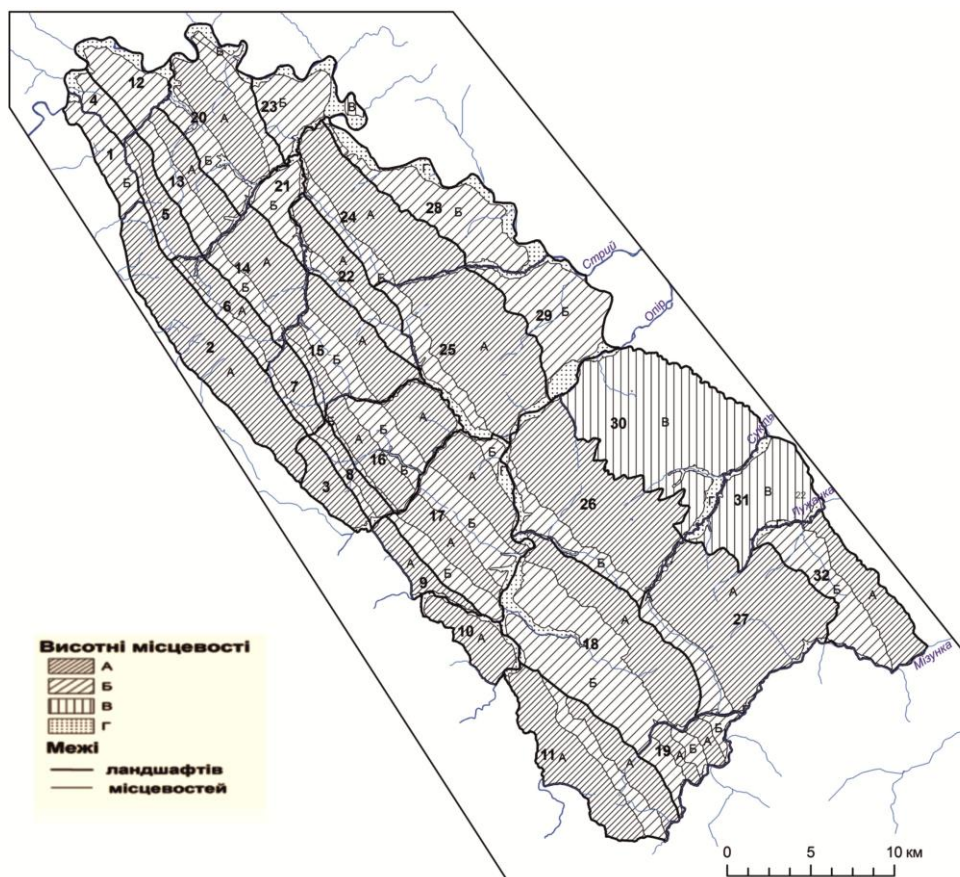 12
4
20
Б
23
Б
В
1
13
А
Б
А
Б
5
21
Б
24
А
28
Б
Г
Стрий
14
А
Б
22
Б
Опір
6
А
2
А
15
Б
А
25
А
29
Б
7
Б
30
В
Сукіль
А
Б
16
Б
А
3
8
17
А
Б
Г
26
31
В
22
Лужанка
А
Б
А
9
Б
А
27
А
32
Б
А
10
А
18
А
Б
Мізунка
11
А
А
19
А
Б
А
Б
Висотні місцевості
А
Б
В
Г
Межі
ландшафтів
місцевостей
0 5 10 км